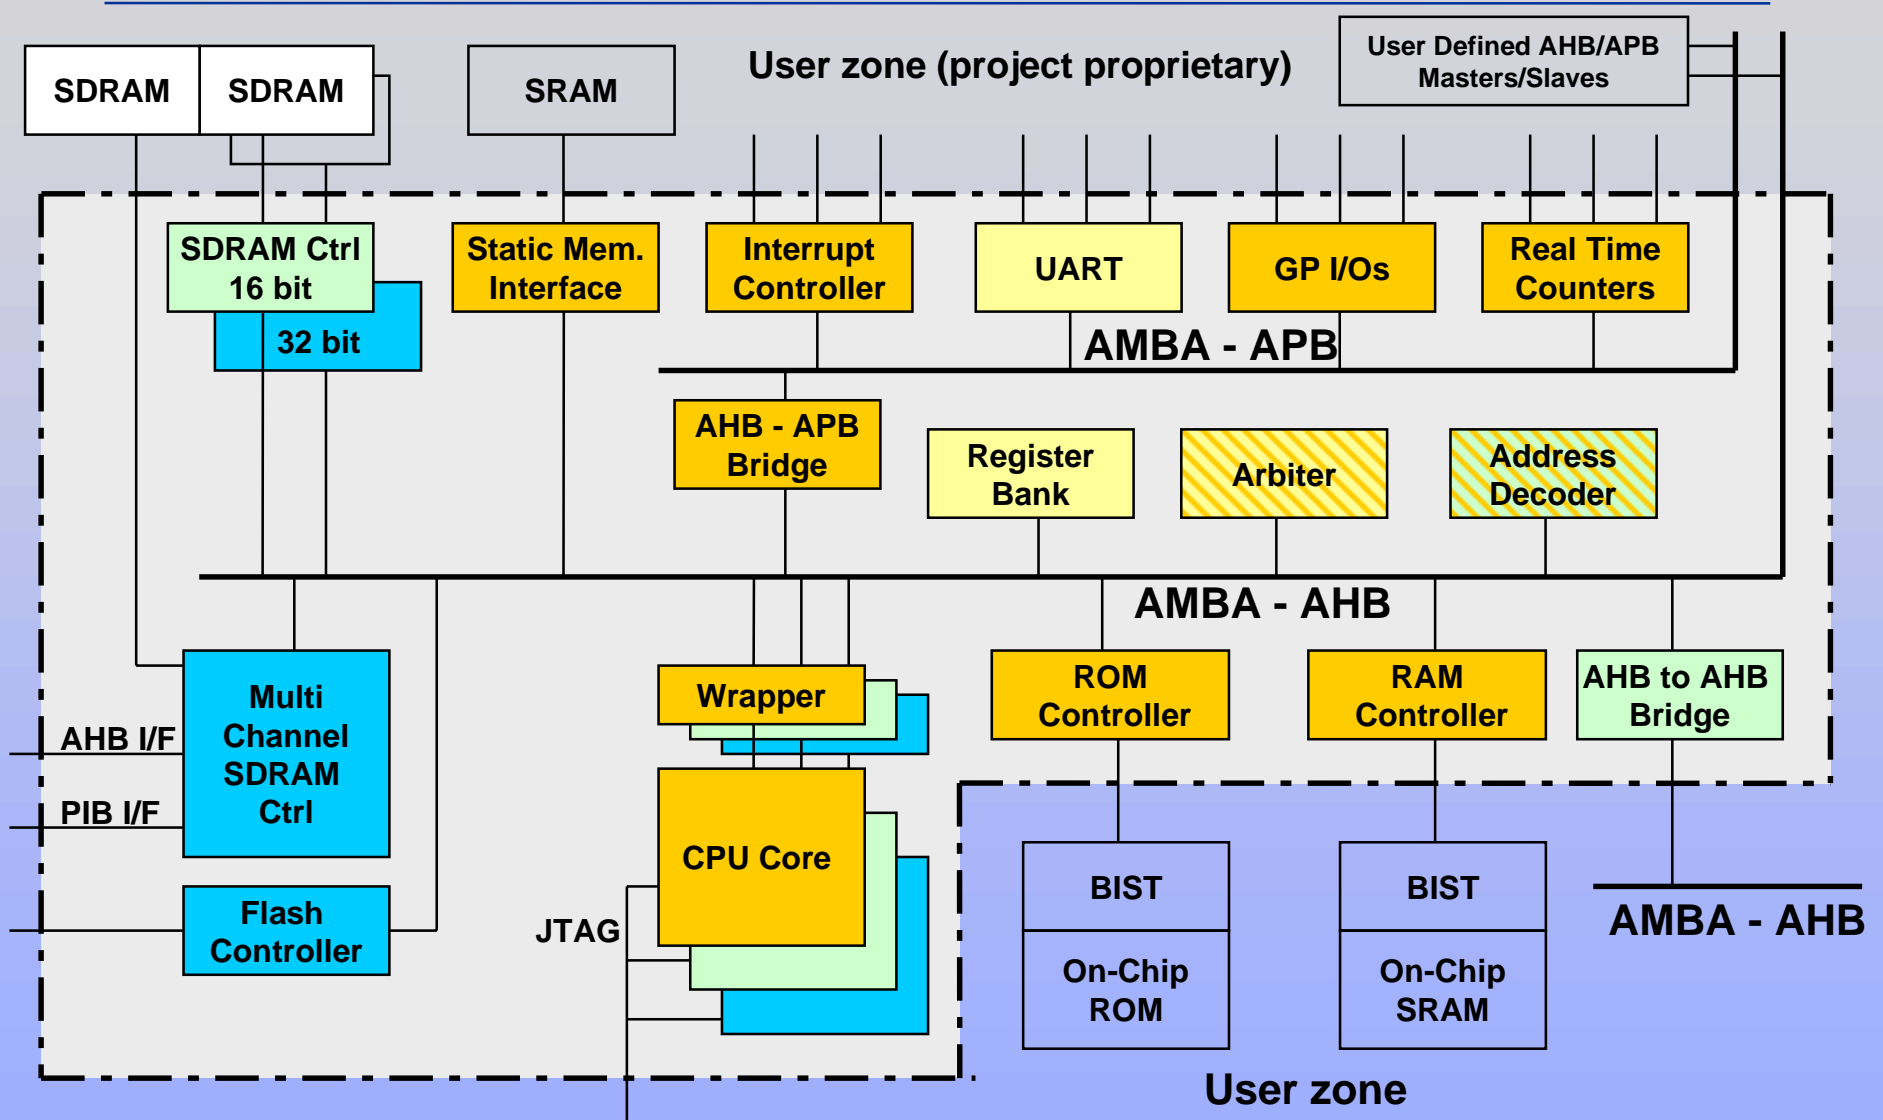 User Defined AHB/APB
Masters/Slaves
User zone (project proprietary)
SDRAM
SDRAM
SRAM
SDRAM Ctrl
16 bit
32 bit
Static Mem.
Interface
Interrupt
Controller
UART
GP I/Os
Real Time
Counters
AMBA - APB
AHB - APB
Bridge
Register
Bank
Arbiter
Address
Decoder
AMBA - AHB
Multi
Channel
SDRAM
Ctrl
AHB I/F
PIB I/F
Wrapper
ROM
Controller
RAM
Controller
AHB to AHB
Bridge
CPU Core
Flash
Controller
JTAG
BIST
On-Chip
ROM
BIST
On-Chip
SRAM
AMBA - AHB
User zone